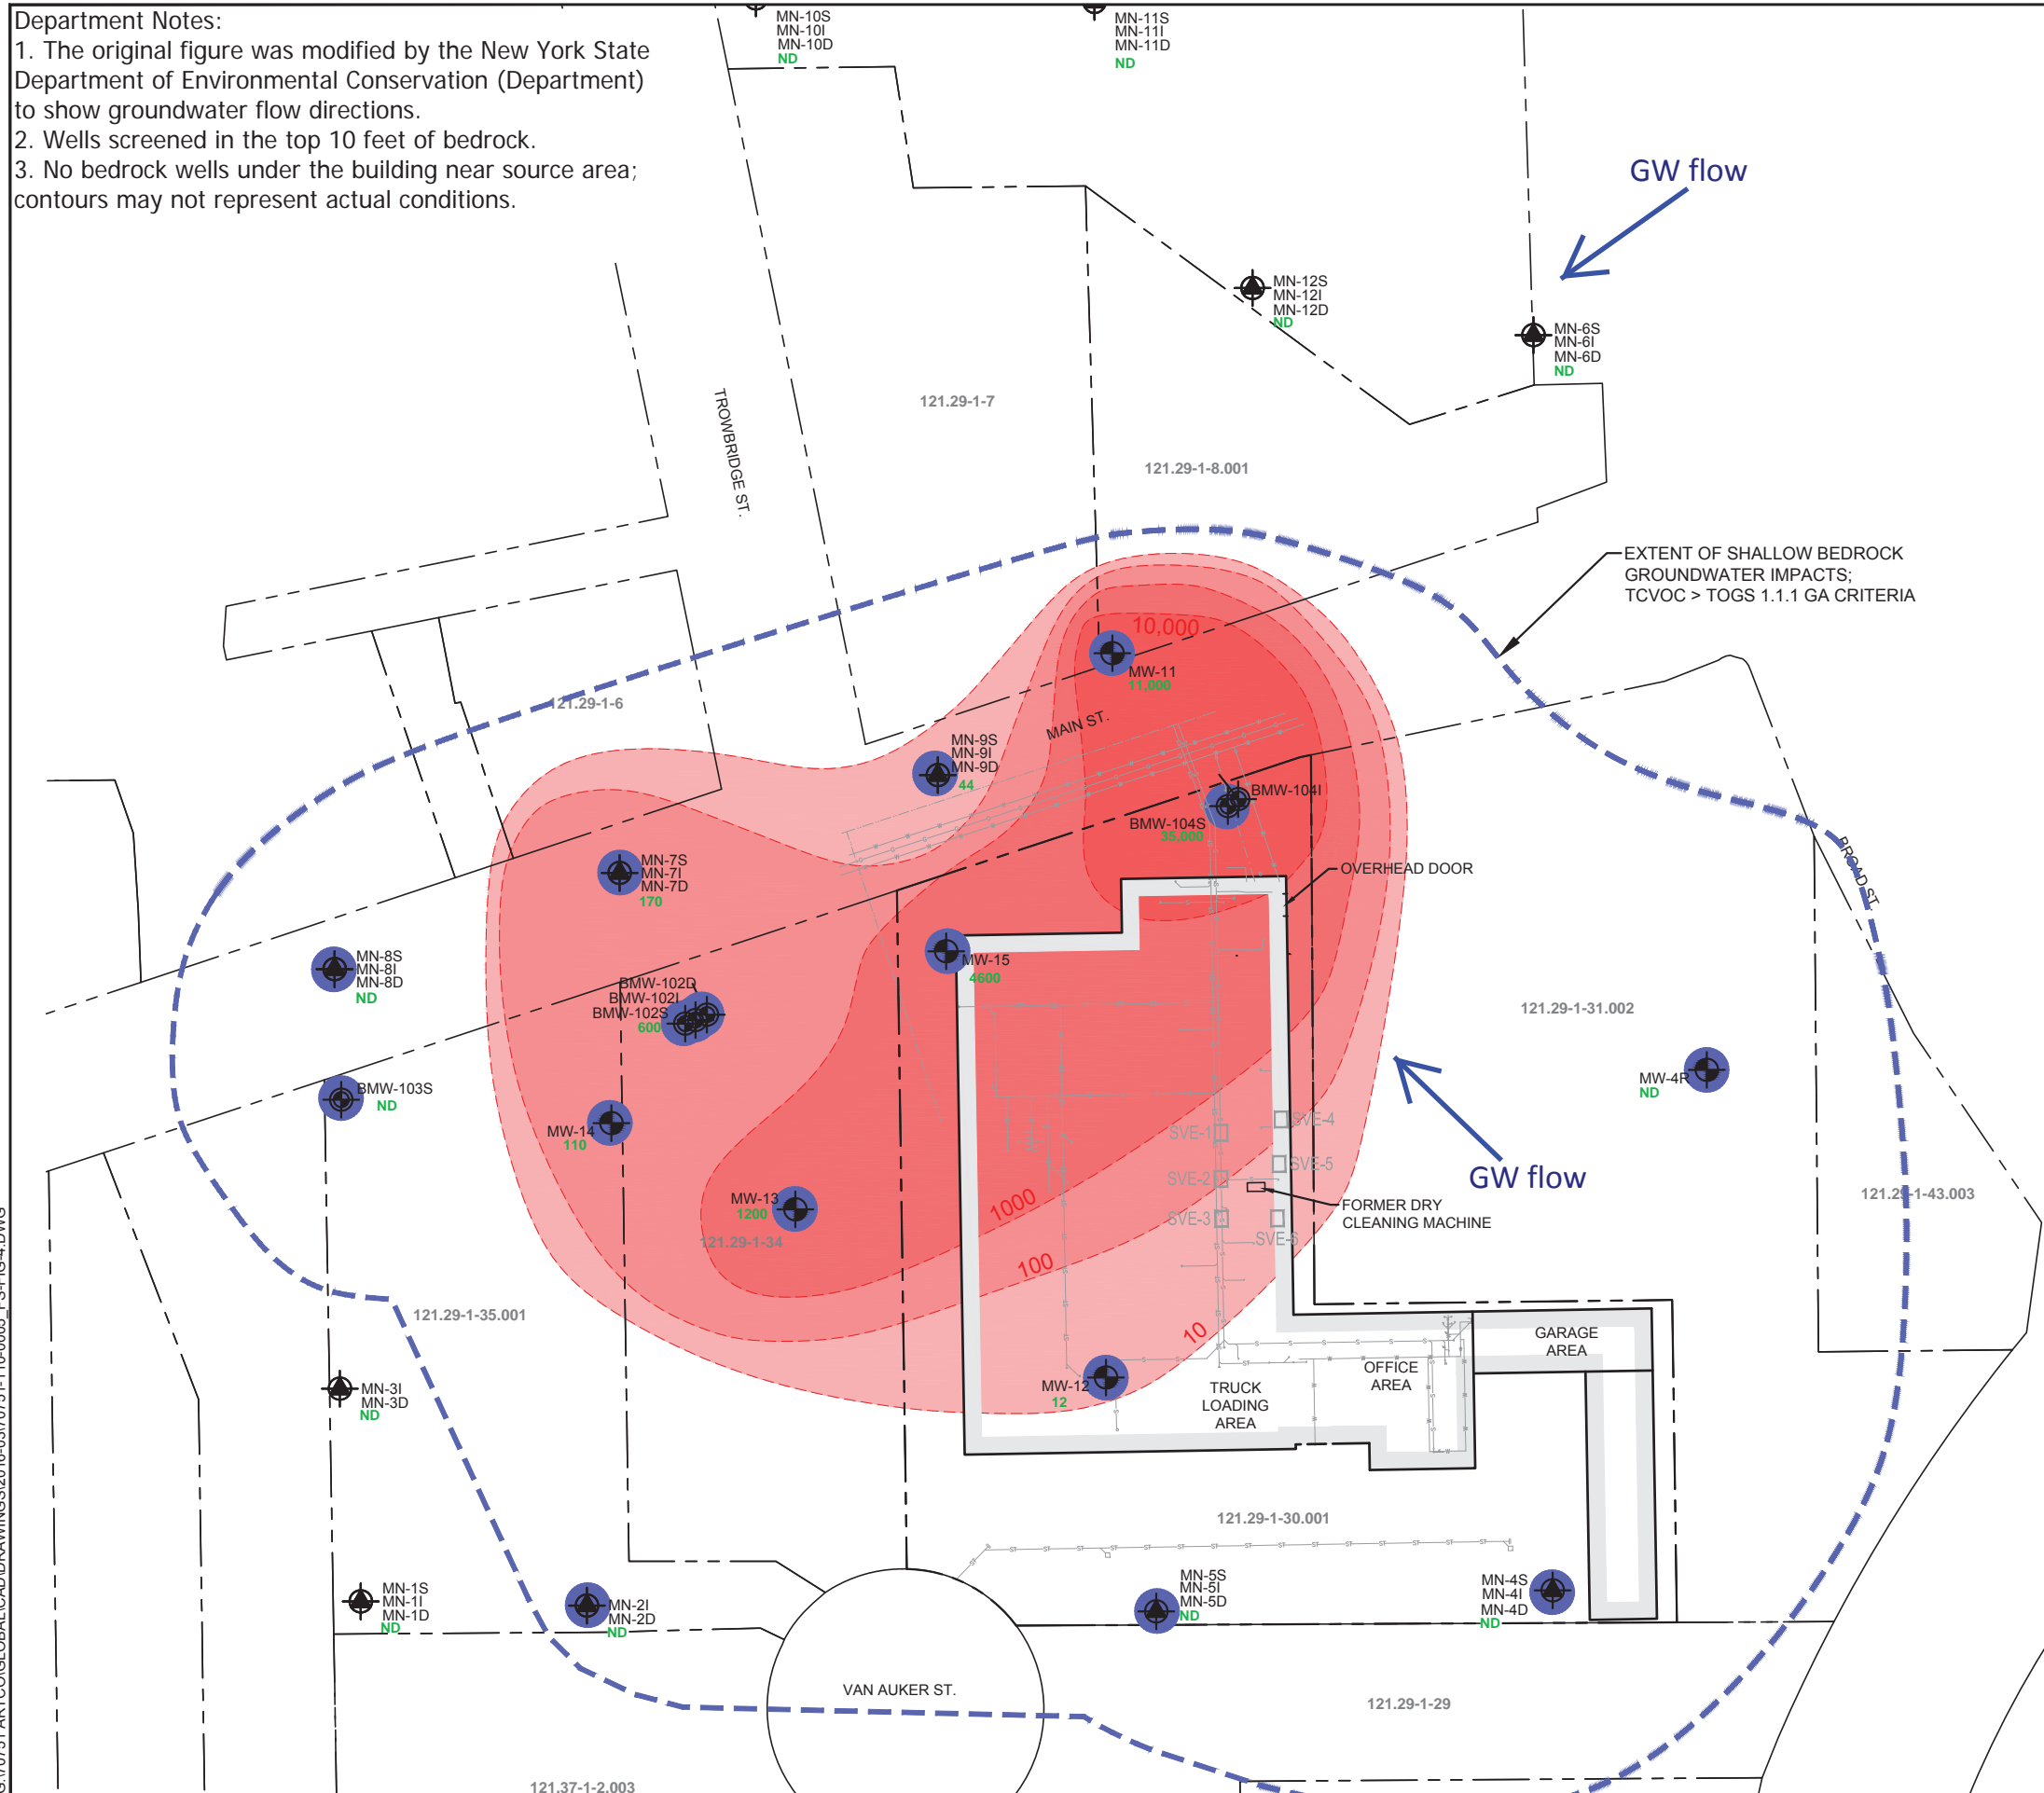 Department Notes:
1. The original figure was modified by the New York State
Department of Environmental Conservation (Department)
to show groundwater flow directions.
2. Wells screened in the top 10 feet of bedrock.
3. No bedrock wells under the building near source area;
contours may not represent actual conditions.
MN-10S
MN-10I
MN-10D
ND
MN-11S
MN-11I
MN-11D
ND
GW flow
MN-12S
MN-12I
MN-12D
ND
MN-6S
MN-6I
MN-6D
ND
TROWBRIDGE ST.
121.29-1-7
121.29-1-8.001
EXTENT OF SHALLOW BEDROCK
GROUNDWATER IMPACTS;
TCVOC > TOGS 1.1.1 GA CRITERIA
10,000
MW-11
11,000
121.29-1-6
MAIN ST.
MN-9S
MN-9I
MN-9D
44
BMW-104I
BMW-104S
35,000
OVERHEAD DOOR
BROAD ST.
MN-7S
MN-7I
MN-7D
170
MN-8S
MN-8I
MN-8D
ND
MW-15
4600
BMW-102D
BMW-102I
BMW-102S
600
121.29-1-31.002
MW-4R
ND
BMW-103S
ND
MW-14
110
SVE-1
SVE-4
SVE-5
SVE-2
SVE-3
SVE-6
GW flow
FORMER DRY
CLEANING MACHINE
121.29-1-43.003
MW-13
1200
121.29-1-34
1000
100
10
121.29-1-35.001
GARAGE
AREA
OFFICE
AREA
TRUCK
LOADING
AREA
MW-12
12
MN-3I
MN-3D
ND
121.29-1-30.001
MN-1S
MN-1I
MN-1D
ND
MN-2I
MN-2D
ND
MN-5S
MN-5I
MN-5D
ND
MN-4S
MN-4I
MN-4D
ND
VAN AUKER ST.
121.29-1-29
121.37-1-2.003